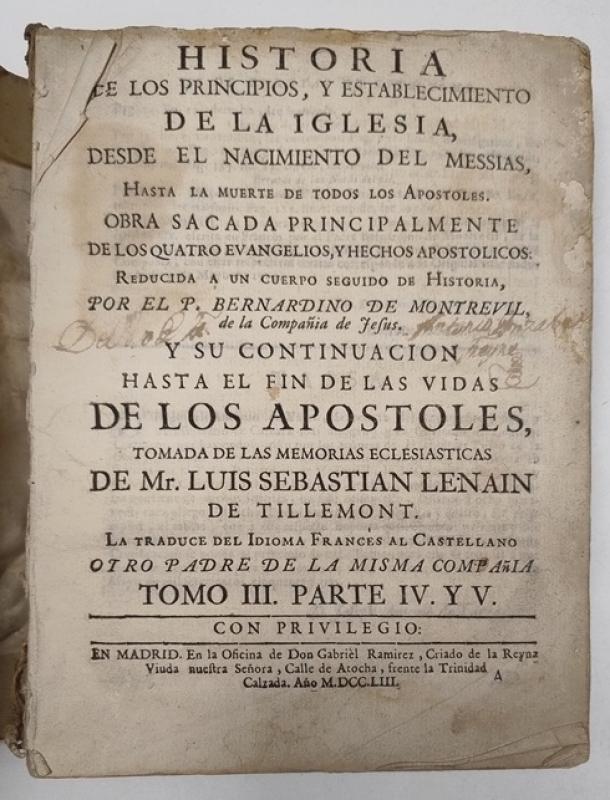 HISTORIA
DE LOS PRINCIPIOS, Y ESTABLECIMIENTO
DE LA IGLESIA,
DESDE EL NACIMIENTO DEL MESSIAS,
HASTA LA MUERTE DE TODOS LOS APOSTOLES.
OBRA SACADA PRINCIPALMENTE
DE LOS QUATRO EVANGELIOS, Y HECHOS APOSTOLICOS:
REDUCIDA A UN CUERPO SEGUIDO DE HISTORIA,
POR EL P. BERNARDINO DE MONTREVIL,
de la Compañia de Jesus.
Y SU CONTINUACION
HASTA EL FIN DE LAS VIDAS
DE LOS APOSTOLES,
TOMADA DE LAS MEMORIAS ECLESIASTICAS
DE Mr. LUIS SEBASTIAN LENAIN
DE TILLEMONT.
LA TRADUCE DEL IDIOMA FRANCÉS AL CASTELLANO
OTRO PADRE DE LA MISMA COMPAñIA
TOMO III. PARTE IV. Y V.
CON PRIVILEGIO:
EN MADRID. En la Oficina de Don Gabrièl Ramirez, Criado de la Reyna
Viuda nuestra Señora, Calle de Atocha, frente la Trinidad
Calzada. Año M.DCC.LIII.
A